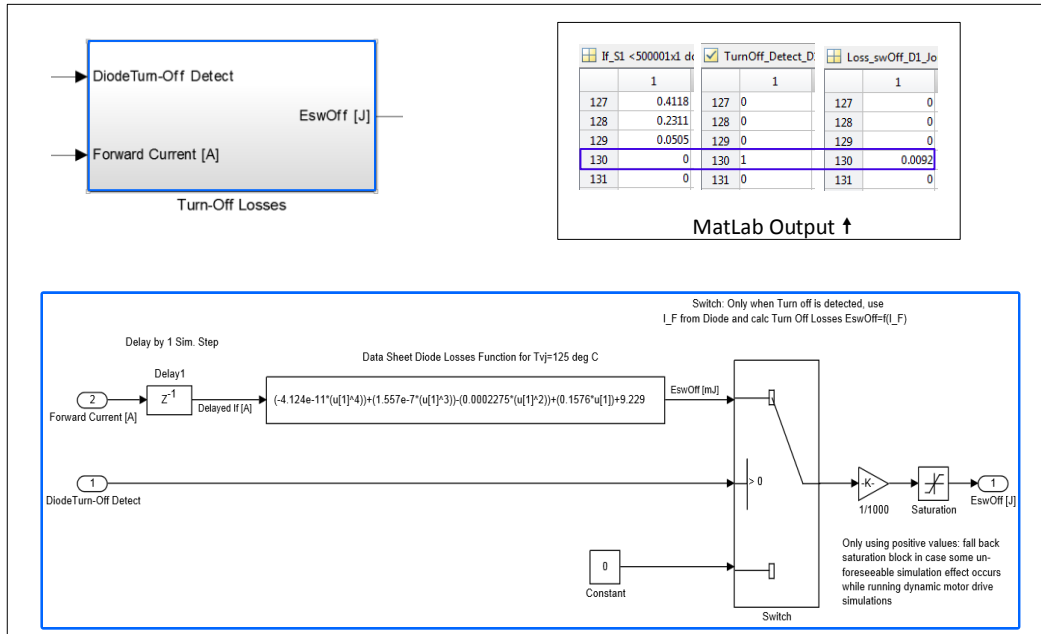 DiodeTurn-Off Detect
EswOff [J]
Forward Current [A]
Turn-Off Losses
If_S1 <500001x1 do
1
127 0.4118
128 0.2311
129 0.0505
130 0
131 0
TurnOff_Detect_D
1
127 0
128 0
129 0
130 1
131 0
Loss_swOff_D1_Jo
1
127 0
128 0
129 0
130 0.0092
131 0
MatLab Output ↑
Switch: Only when Turn off is detected, use
I_F from Diode and calc Turn Off Losses EswOff=f(I_F)
Delay by 1 Sim. Step
Data Sheet Diode Losses Function for Tvj=125 deg C
Delay1
2
Forward Current [A]
Z-1
Delayed If [A]
(-4.124e-11*(u[1]^4))+(1.557e-7*(u[1]^3))-(0.0002275*(u[1]^2))+(0.1576*u[1])+9.229
EswOff [mJ]
1
DiodeTurn-Off Detect
> 0
-K-
1/1000
Saturation
1
EswOff [J]
0
Constant
Switch
Only using positive values: fall back
saturation block in case some un-
foreseeable simulation effect occurs
while running dynamic motor drive
simulations